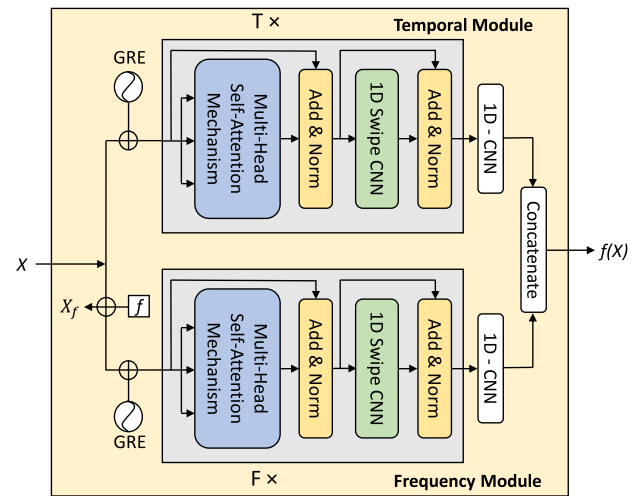 T ×
Temporal Module
GRE
Multi-Head
Self-Attention
Mechanism
Add & Norm
1D Swipe CNN
Add & Norm
1D - CNN
X
Concatenate
f(X)
X_f
f
GRE
Multi-Head
Self-Attention
Mechanism
Add & Norm
1D Swipe CNN
Add & Norm
1D - CNN
F ×
Frequency Module